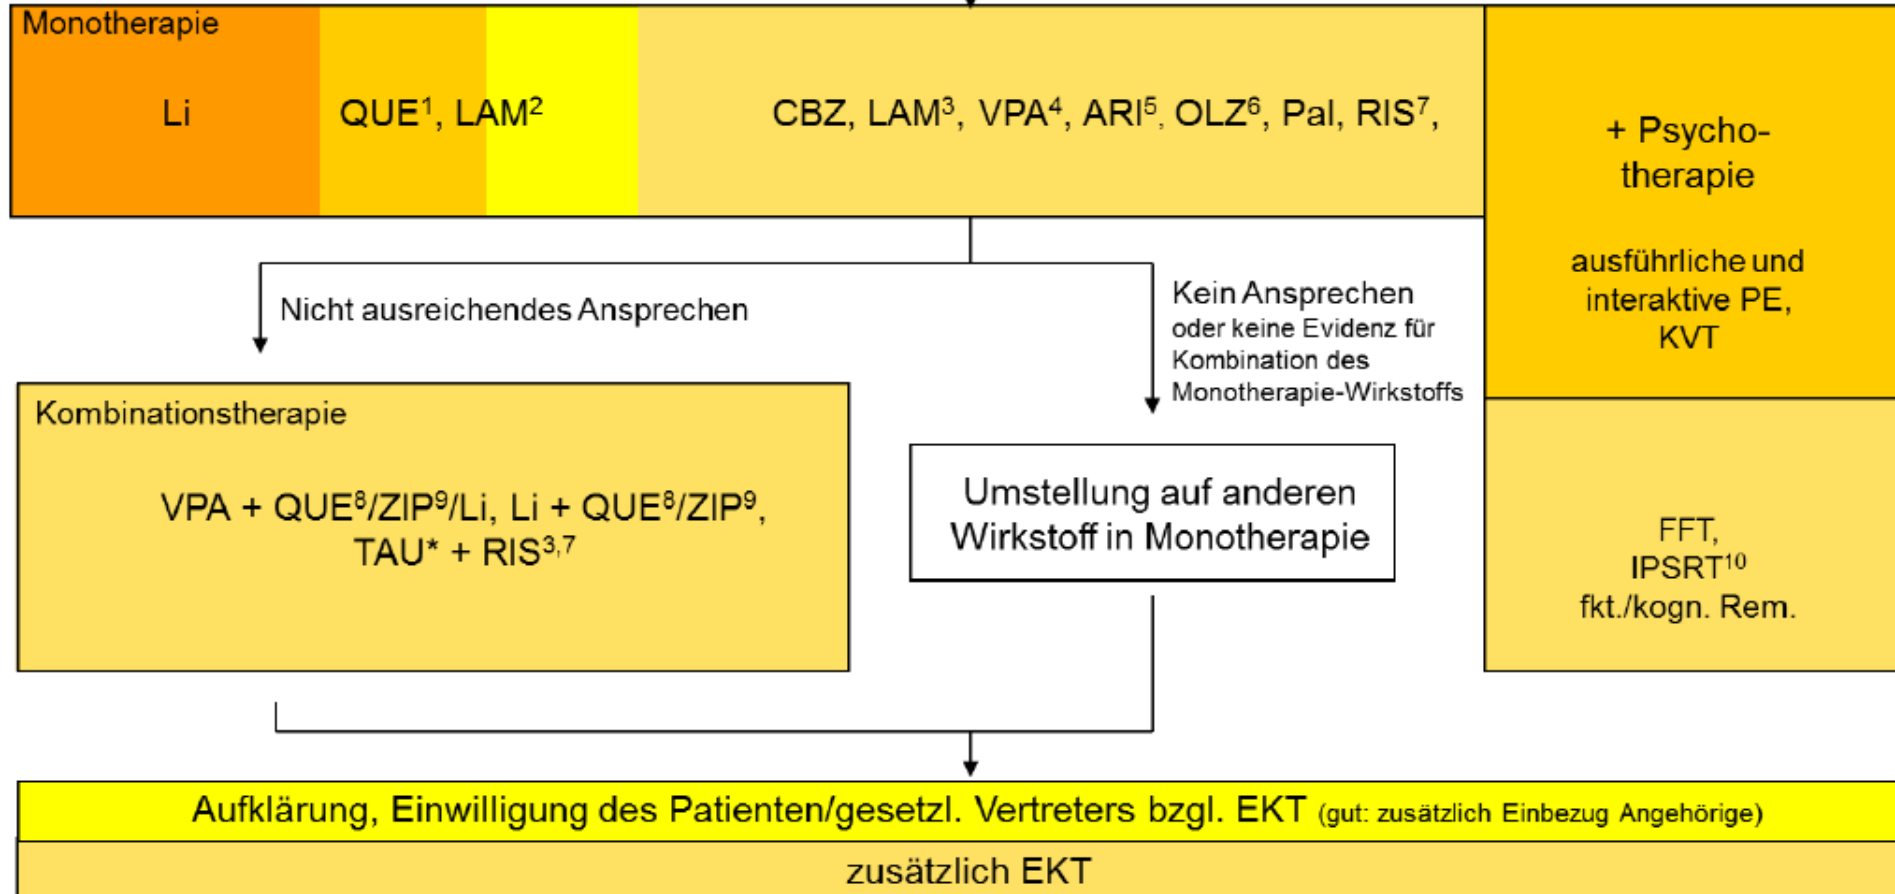 Monotherapie
Li
QUE¹, LAM²
CBZ, LAM³, VPA⁴, ARI⁵, OLZ⁶, Pal, RIS⁷,
+ Psycho-
therapie
ausführliche und
interaktive PE,
KVT
Nicht ausreichendes Ansprechen
Kein Ansprechen
oder keine Evidenz für
Kombination des
Monotherapie-Wirkstoffs
Kombinationstherapie
VPA + QUE⁸/ZIP⁹/Li, Li + QUE⁸/ZIP⁹,
TAU* + RIS³,⁷
Umstellung auf anderen
Wirkstoff in Monotherapie
FFT,
IPSRT¹⁰
fkt./kogn. Rem.
Aufklärung, Einwilligung des Patienten/gesetzl. Vertreters bzgl. EKT (gut: zusätzlich Einbezug Angehörige)
zusätzlich EKT